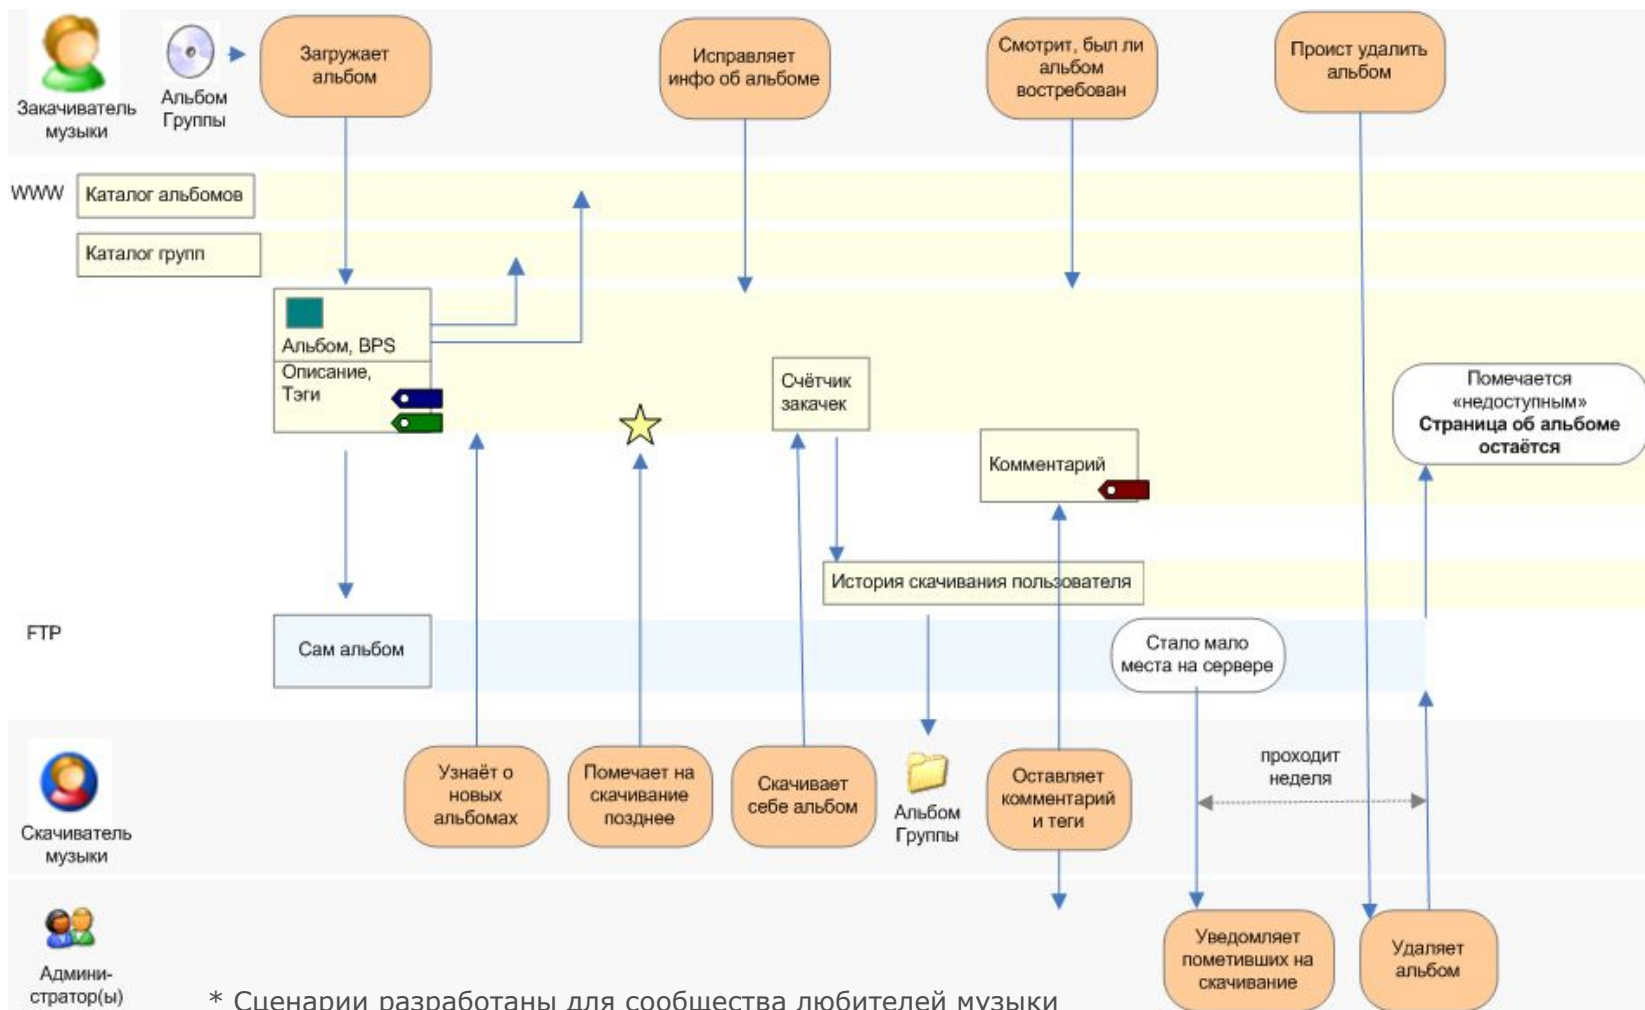 Закачиватель
музыки
Альбом
Группы
Загружает
альбом
Исправляет
инфо об альбоме
Смотрит, был ли
альбом
востребован
Проист удалить
альбом
WWW
Каталог альбомов
Каталог групп
Альбом, BPS
Описание,
Тэги
Счётчик
закачек
Комментарий
Помечается
«недоступным»
Страница об альбоме
остаётся
История скачивания пользователя
FTP
Сам альбом
Стало мало
места на сервере
Скачиватель
музыки
Узнаёт о
новых
альбомах
Помечает на
скачивание
позднее
Скачивает
себе альбом
Альбом
Группы
Оставляет
комментарий
и теги
проходит
неделя
Админи-
стратор(ы)
Уведомляет
пометивших на
скачивание
Удаляет
альбом
* Сценарии разработаны для сообщества любителей музыки